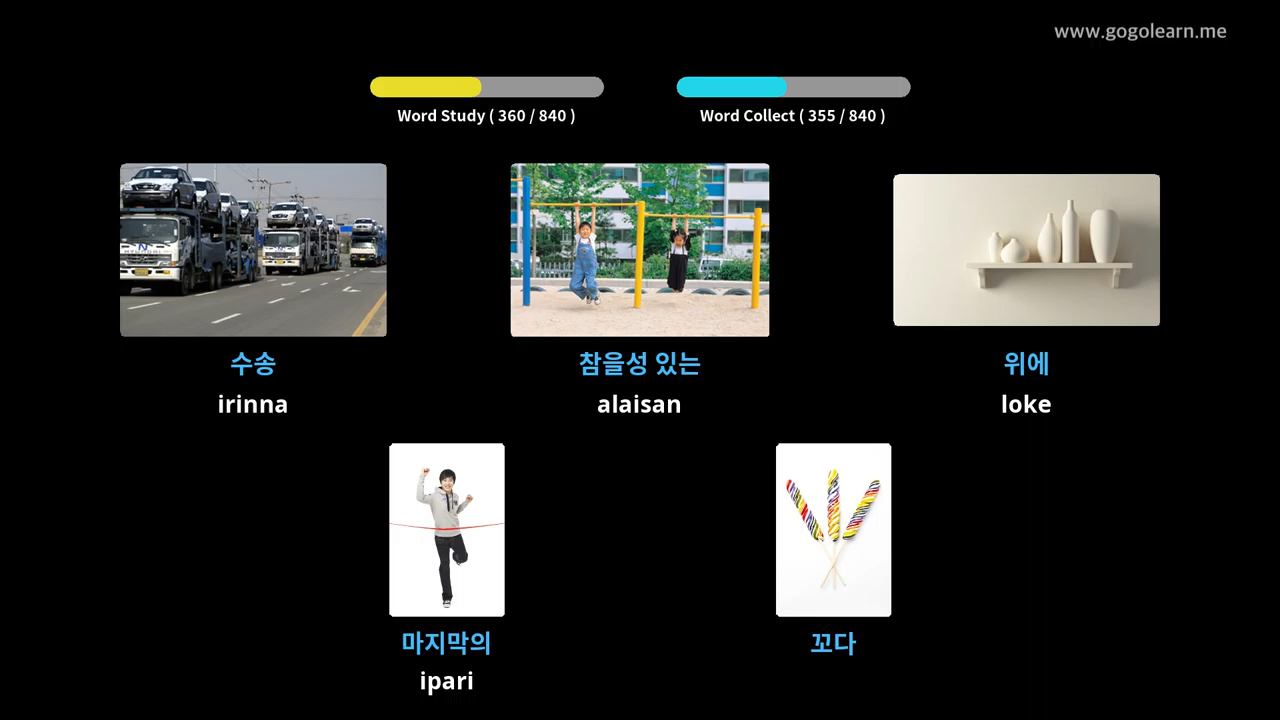 www.gogolearn.me
Word Study ( 360 / 840 )
Word Collect ( 355 / 840 )
수송
irinna
참을성 있는
alaisan
위에
loke
마지막의
ipari
꼬다